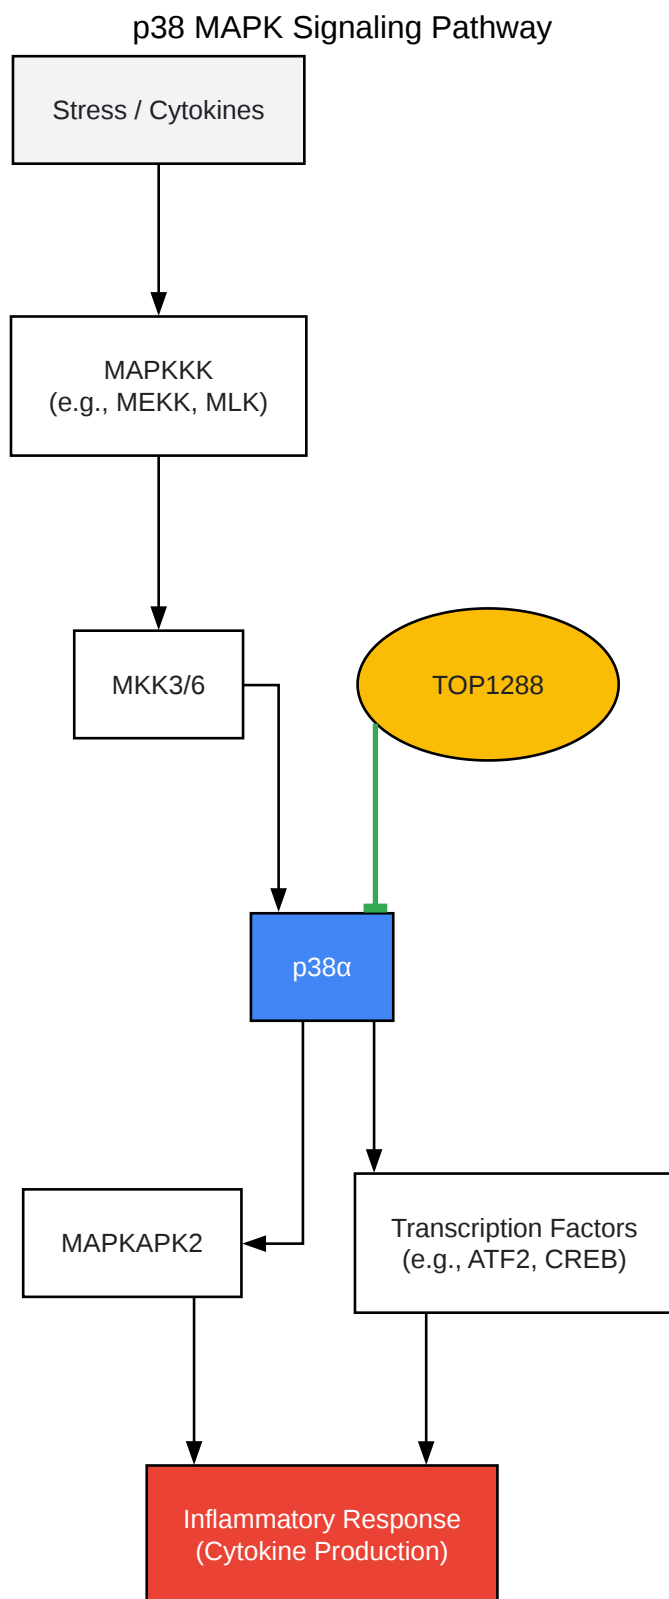 p38 MAPK Signaling Pathway
Stress / Cytokines
MAPKKK
(e.g., MEKK, MLK)
MKK3/6
TOP1288
p38α
MAPKAPK2
Transcription Factors
(e.g., ATF2, CREB)
Inflammatory Response
(Cytokine Production)